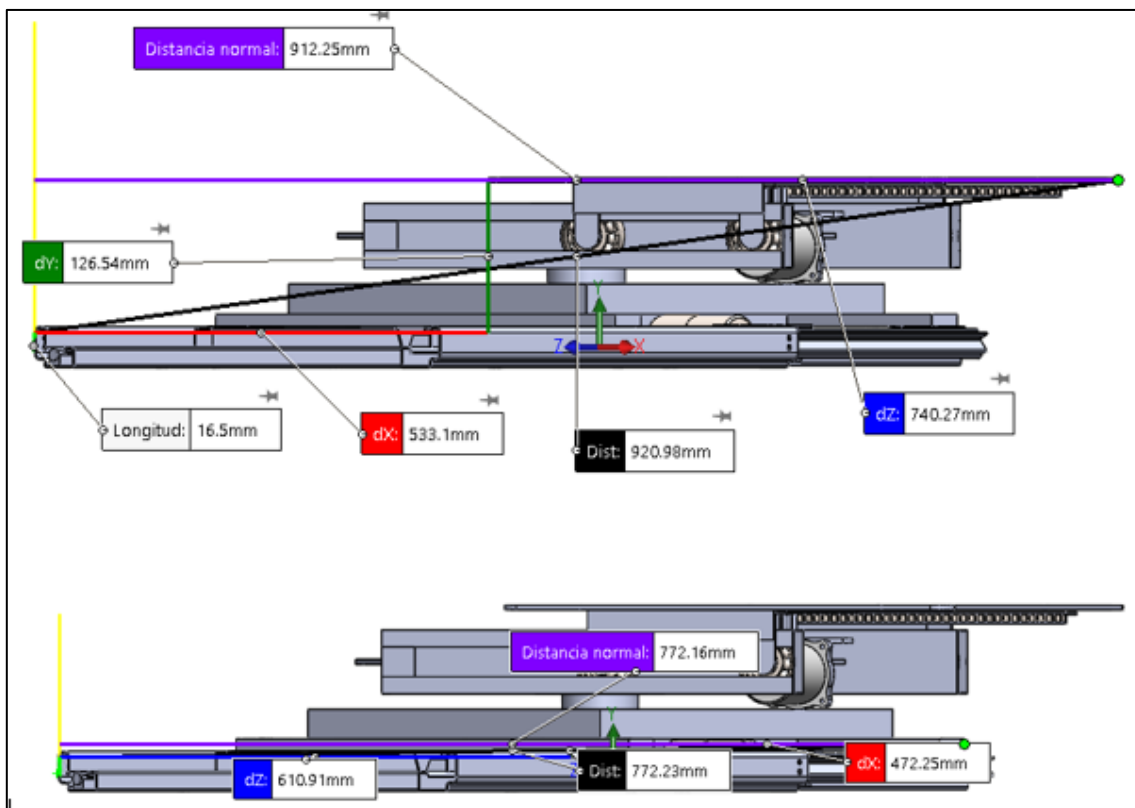 Distancia normal: 912.25mm
dY: 126.54mm
Y
Z X
Longitud: 16.5mm
dX: 533.1mm
Dist: 920.98mm
dZ: 740.27mm
Distancia normal: 772.16mm
Y
dZ: 610.91mm
Dist: 772.23mm
dX: 472.25mm